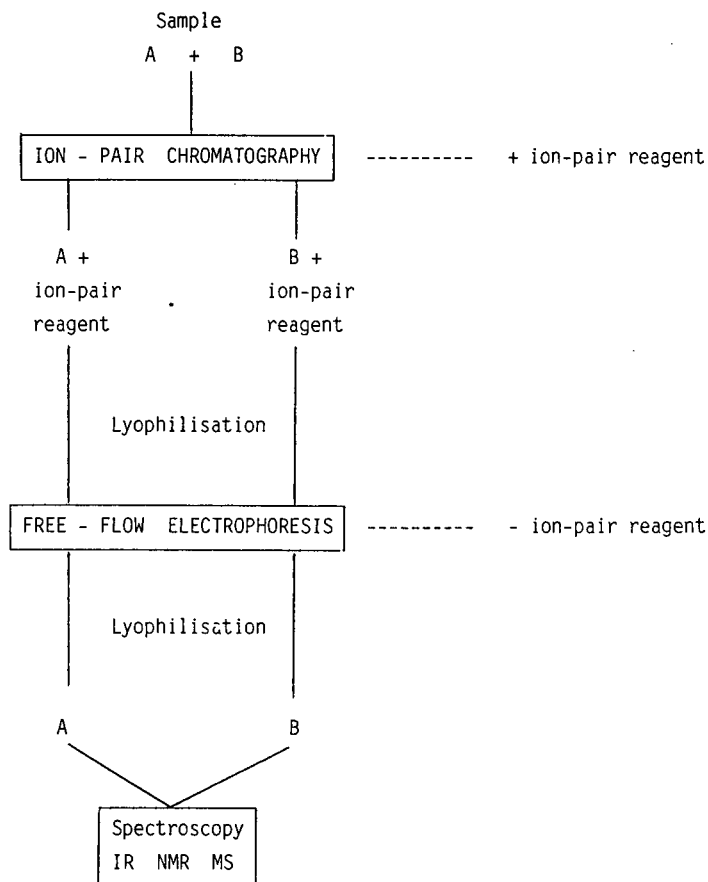 Sample
A + B
ION - PAIR CHROMATOGRAPHY ---------- + ion-pair reagent
A + B +
ion-pair ion-pair
reagent reagent
Lyophilisation
FREE - FLOW ELECTROPHORESIS ---------- - ion-pair reagent
Lyophilisation
A B
Spectroscopy
IR NMR MS